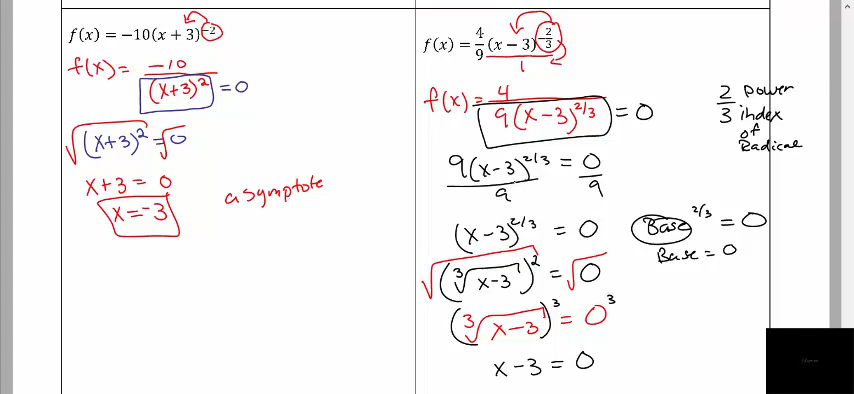 f(x) = −10(x + 3)⁻²
f(x) = -10 / (x+3)² = 0
√(x+3)² = √0
x+3 = 0
x = -3
asymptote
f(x) = 4/9 (x − 3)^(−2/3)
1
f(x) = 4 / 9(x-3)^(2/3) = 0
9(x-3)^(2/3) / 9 = 0 / 9
(x-3)^(2/3) = 0
√(∛(x-3))² = √0
(∛(x-3))³ = 0³
x-3 = 0
2 power
3 index
of
Radical
Base^(2/3) = 0
Base = 0